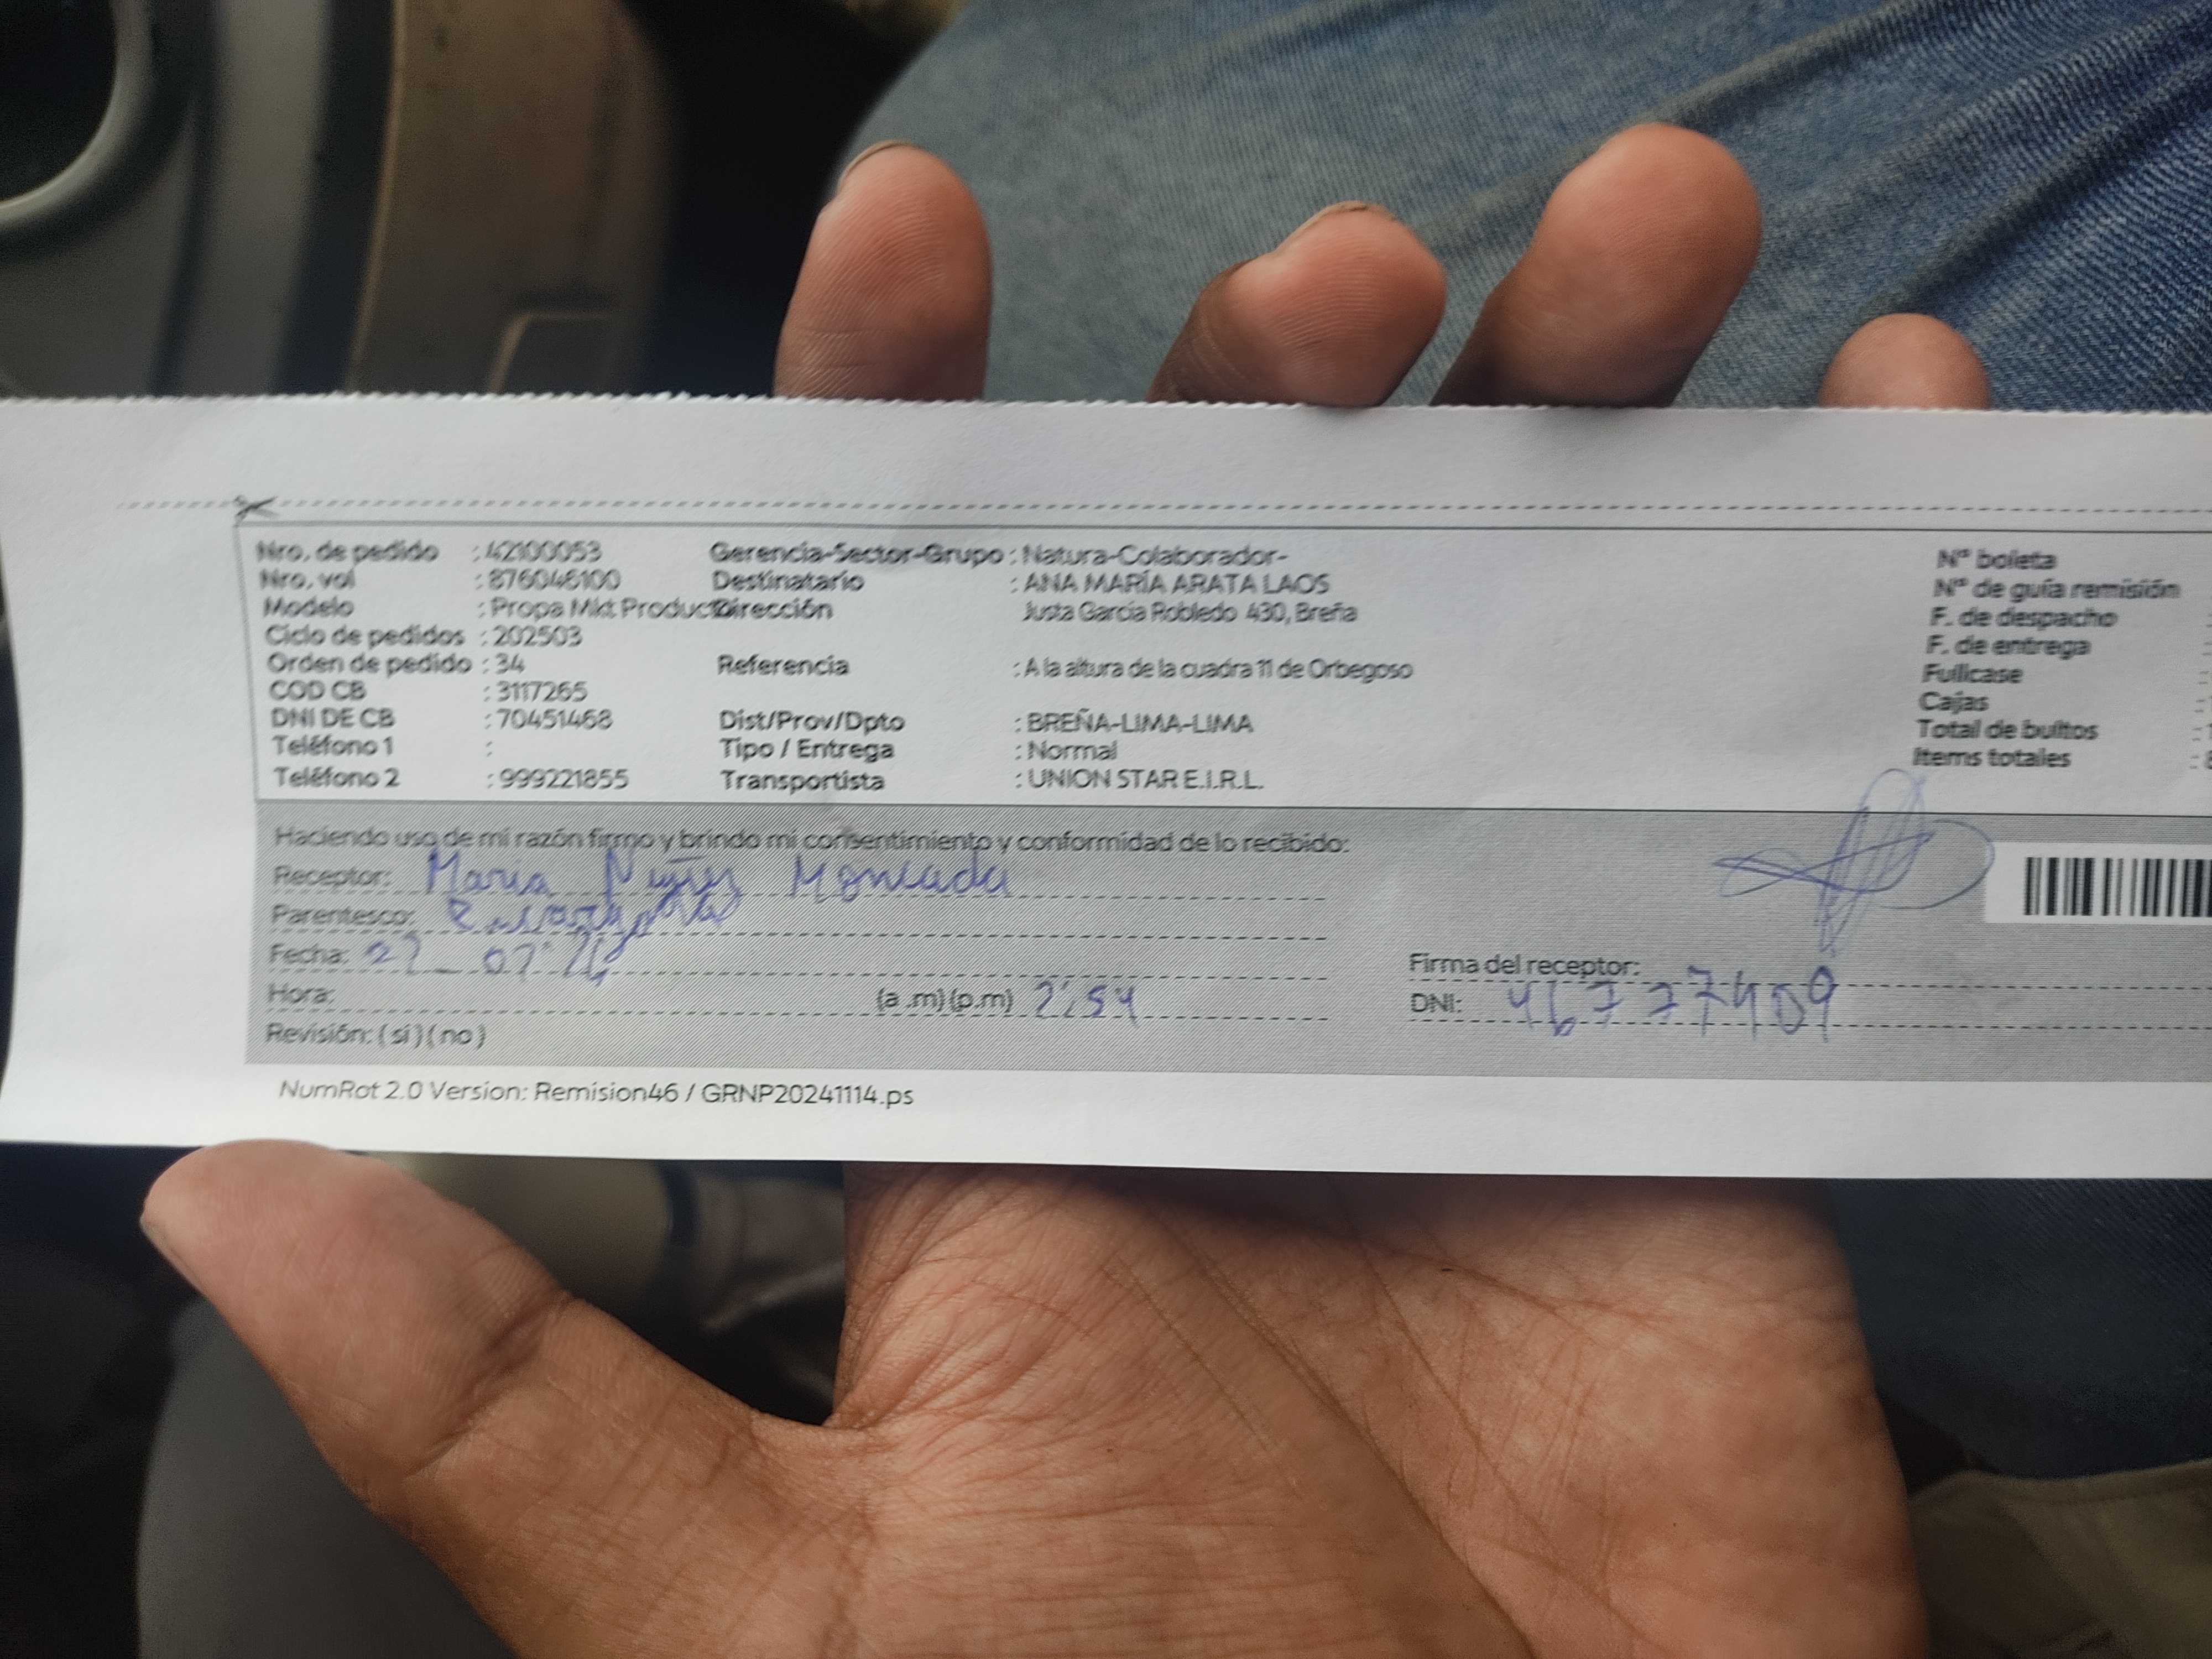 Nro. de pedido : 42100053 Gerencia-Sector-Grupo : Natura-Colaborador- N° boleta
Nro. vol : 876046100 Destinatario : ANA MARÍA ARATA LAOS N° de guía remisión
Modelo : Propa Mkt Product Dirección Justa García Robledo 430, Breña F. de despacho
Ciclo de pedidos : 202503 F. de entrega
Orden de pedido : 34 Referencia : A la altura de la cuadra 11 de Orbegoso Fullcase
COD CB : 3117265 Cajas
DNI DE CB : 70451468 Dist/Prov/Dpto : BREÑA-LIMA-LIMA Total de bultos
Teléfono 1 : Tipo / Entrega : Normal Items totales
Teléfono 2 : 999221855 Transportista : UNION STAR E.I.R.L.
Haciendo uso de mi razón firmo y brindo mi consentimiento y conformidad de lo recibido:
Receptor: Maria Moncada
Parentesco:
Fecha:
Firma del receptor:
Hora: (a .m) (p.m) 2:54 DNI: 46777409
Revisión: ( si ) ( no )
NumRot 2.0 Version: Remision46 / GRNP20241114.ps